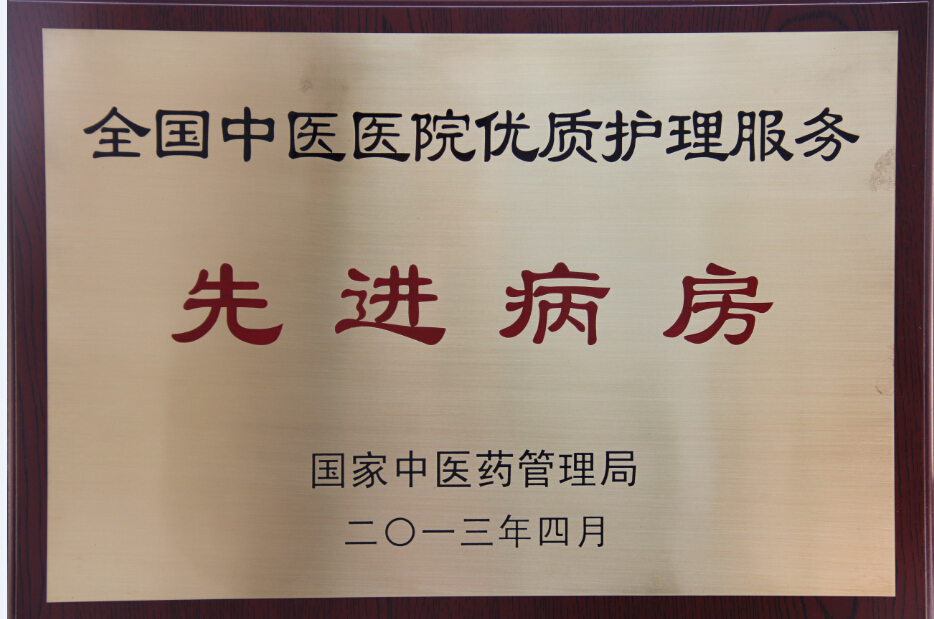 全国中医医院优质护理服务
先进病房
国家中医药管理局
二〇一三年四月